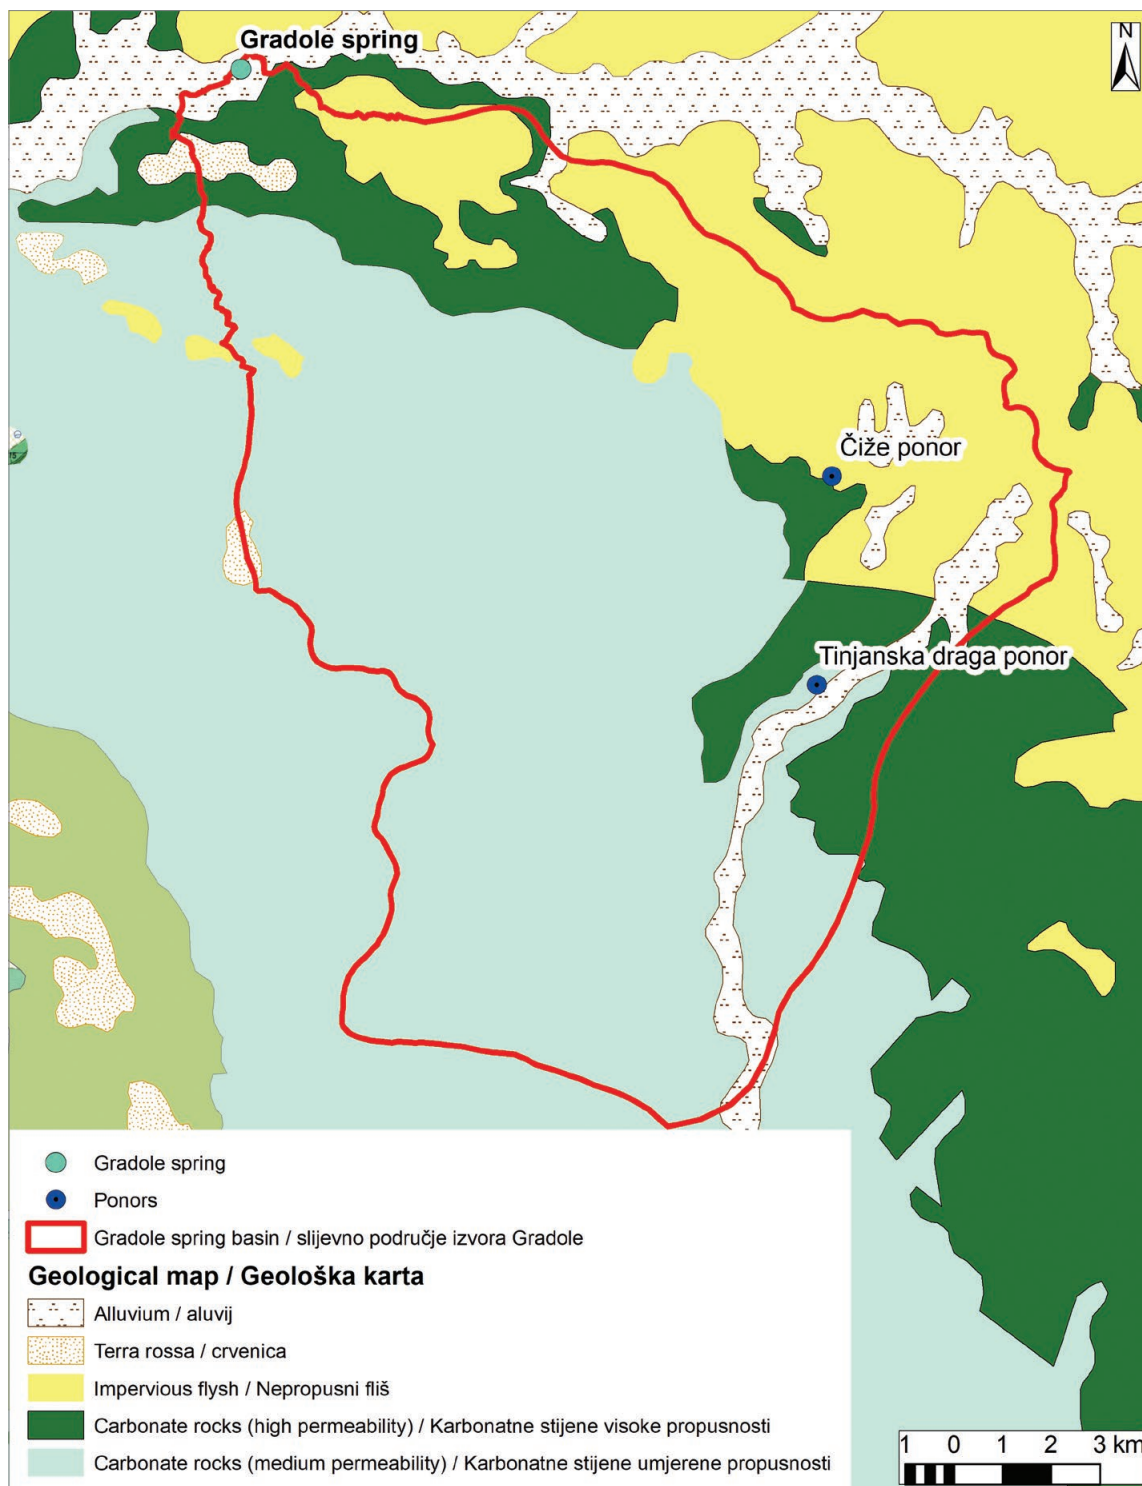 N
Gradole spring
Čiže ponor
Tinjanska draga ponor
Gradole spring
Ponors
Gradole spring basin / slijevno područje izvora Gradole
Geological map / Geološka karta
Alluvium / aluvij
Terra rossa / crvenica
Impervious flysh / Nepropusni fliš
Carbonate rocks (high permeability) / Karbonatne stijene visoke propusnosti
Carbonate rocks (medium permeability) / Karbonatne stijene umjerene propusnosti
1 0 1 2 3 km